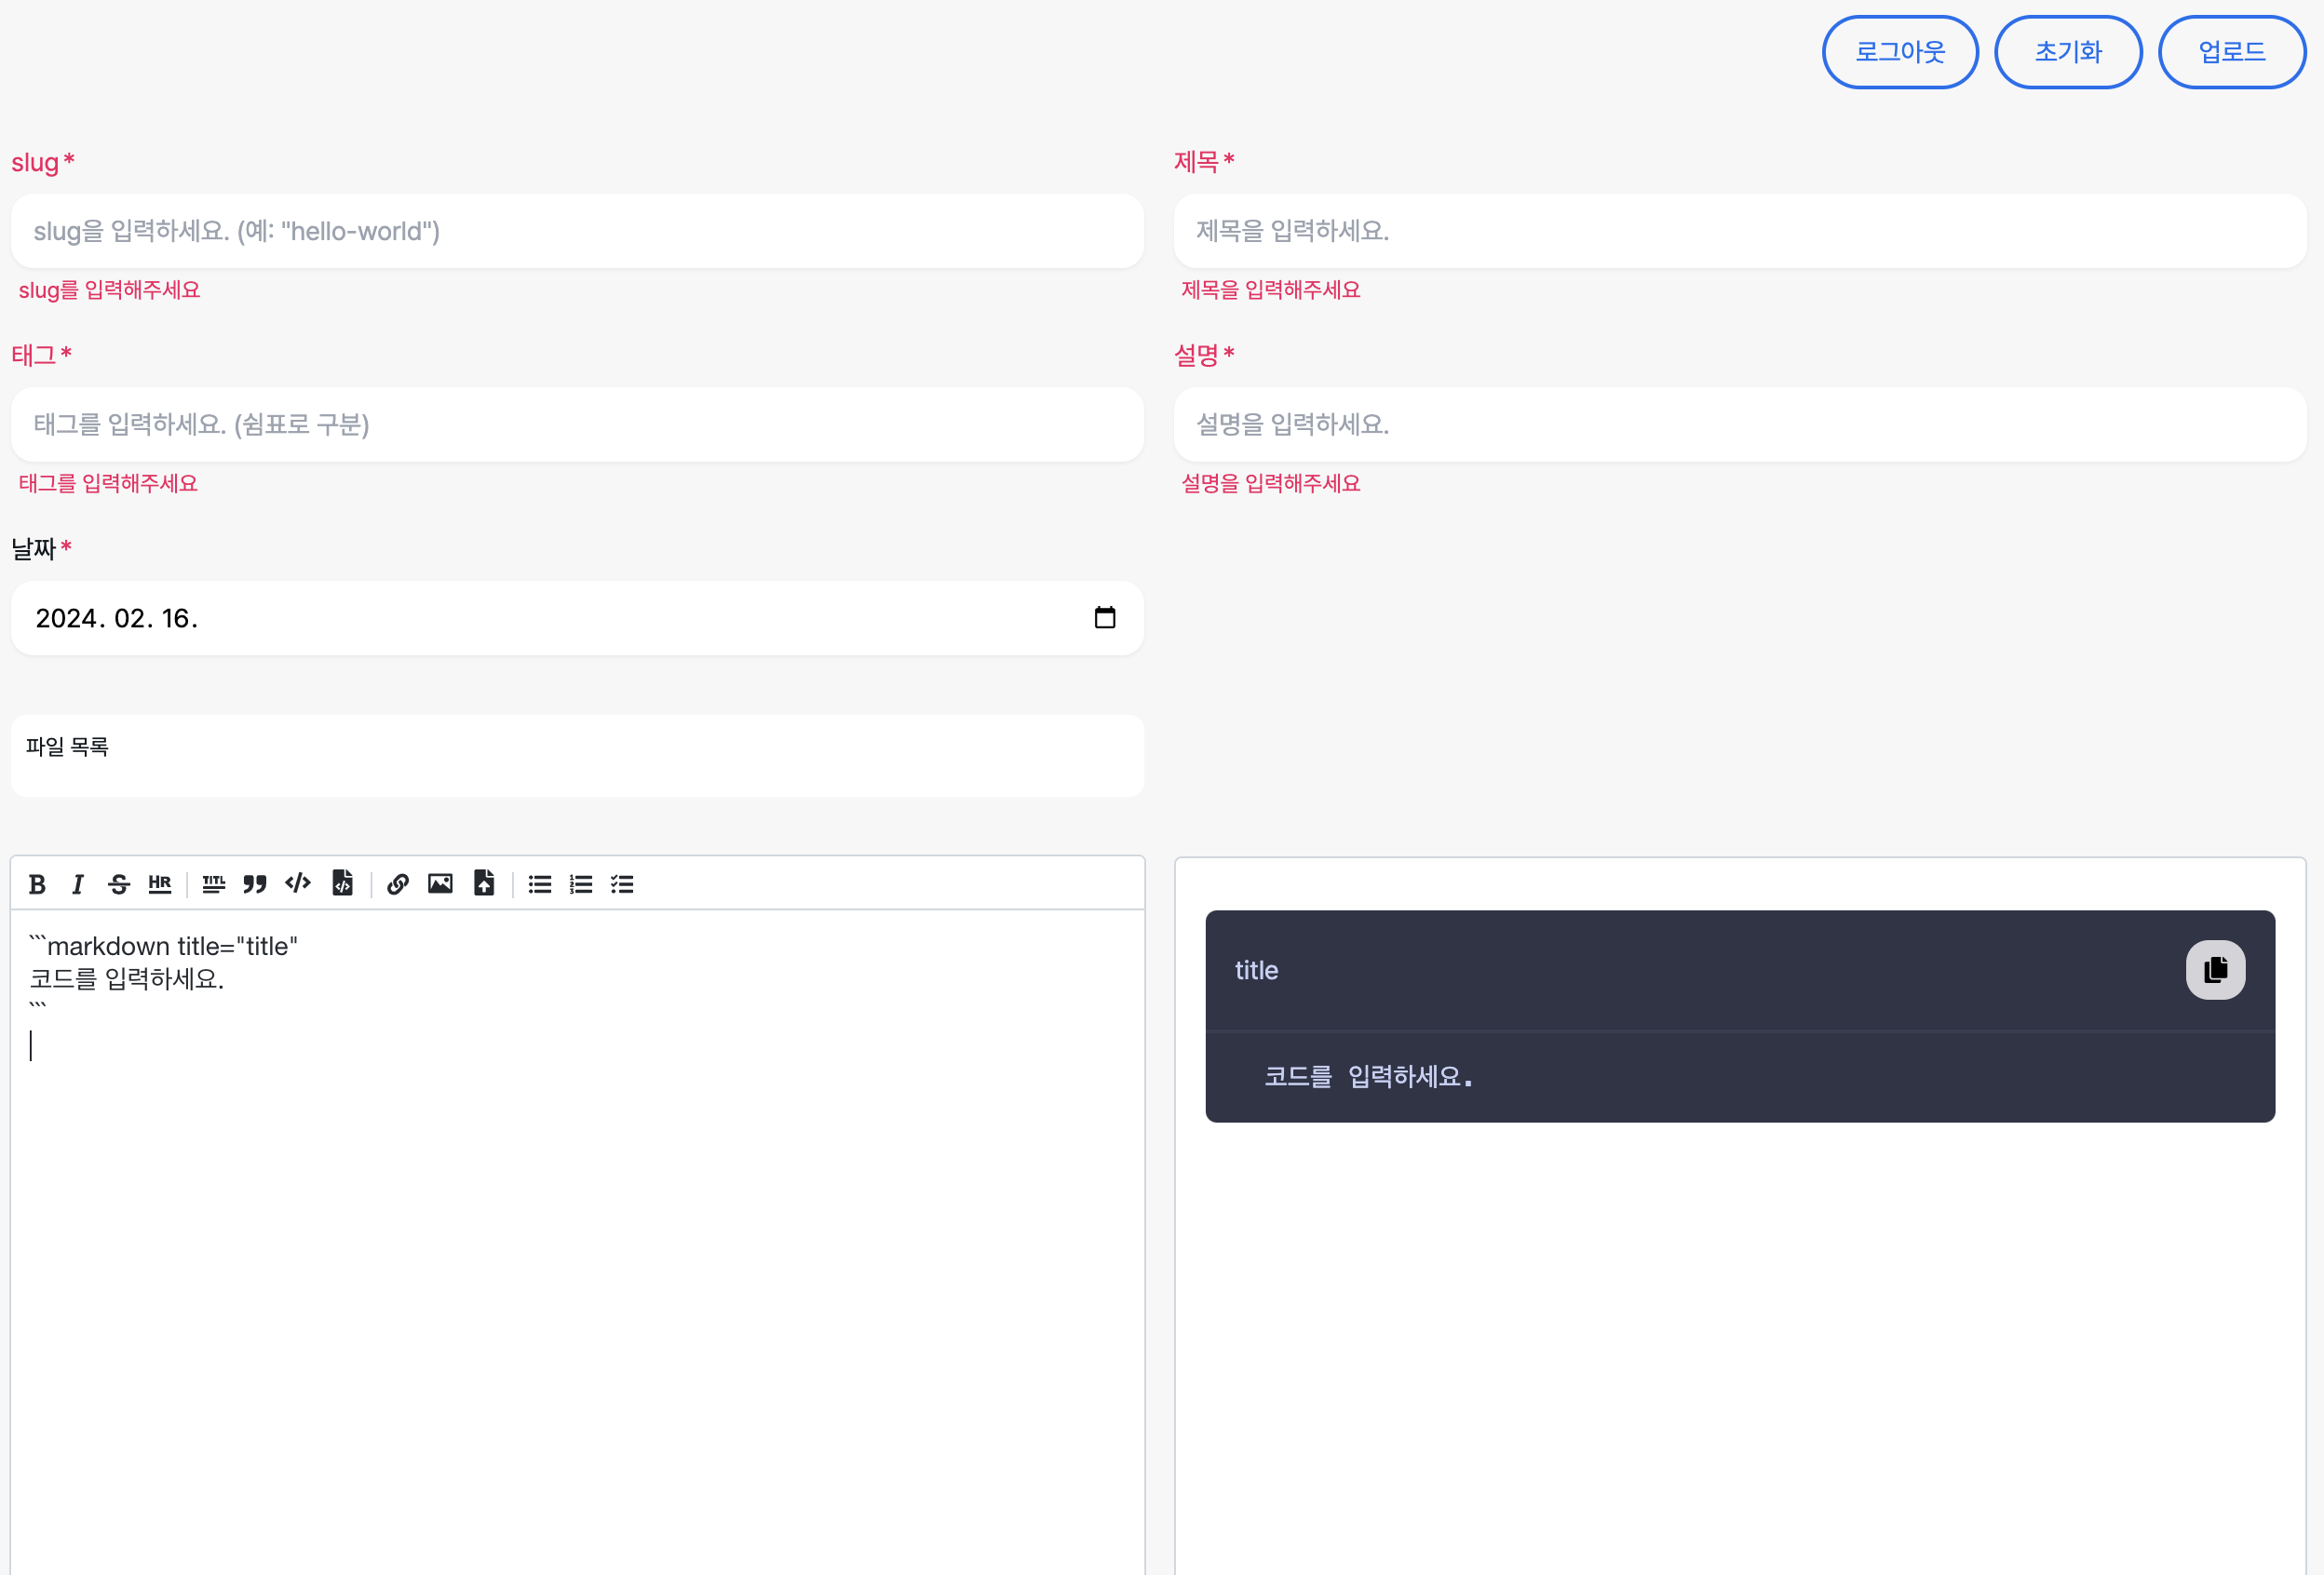 로그아웃 초기화 업로드
slug* 제목*
slug을 입력하세요. (예: "hello-world") 제목을 입력하세요.
slug를 입력해주세요 제목을 입력해주세요
태그* 설명*
태그를 입력하세요. (쉼표로 구분) 설명을 입력하세요.
태그를 입력해주세요 설명을 입력해주세요
날짜*
2024. 02. 16.
파일 목록
B I S HR TITL
```markdown title="title"
코드를 입력하세요.
```
title
코드를 입력하세요.